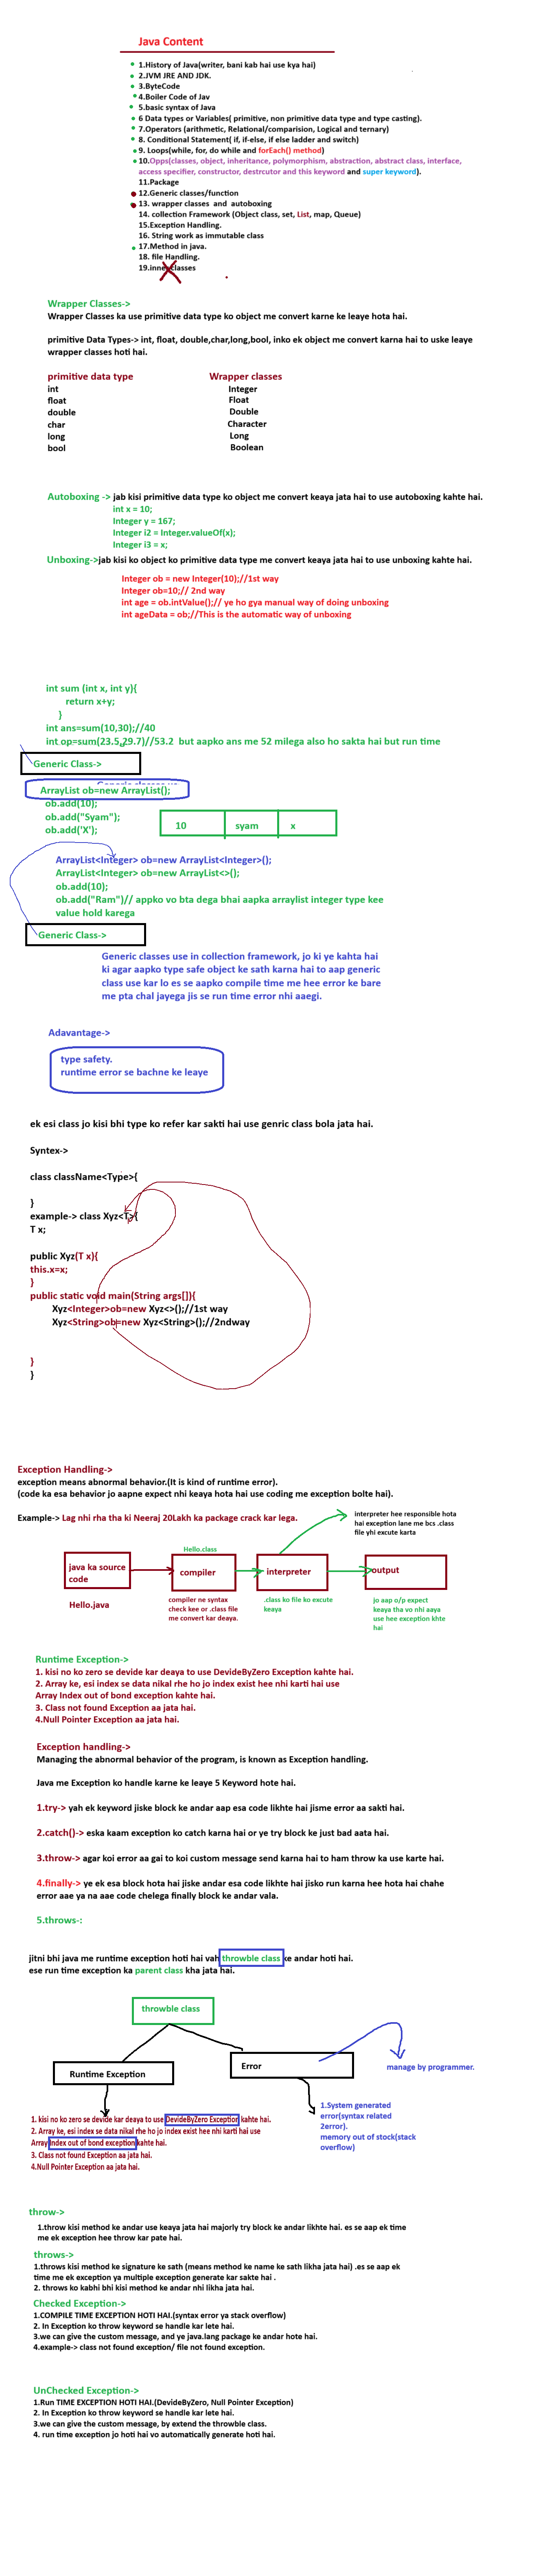 Java Content
1.History of Java(writer, bani kab hai use kya hai)
2.JVM JRE AND JDK.
3.ByteCode
4.Boiler Code of Jav
5.basic syntax of Java
6 Data types or Variables( primitive, non primitive data type and type casting).
7.Operators (arithmetic, Relational/comparision, Logical and ternary)
8. Conditional Statement( if, if-else, if else ladder and switch)
9. Loops(while, for, do while and forEach() method)
10.Opps(classes, object, inheritance, polymorphism, abstraction, abstract class, interface,
access specifier, constructor, destrcutor and this keyword and super keyword).
11.Package
12.Generic classes/function
13. wrapper classes and autoboxing
14. collection Framework (Object class, set, List, map, Queue)
15.Exception Handling.
16. String work as immutable class
17.Method in java.
18. file Handling.
19.inner classes
Wrapper Classes->
Wrapper Classes ka use primitive data type ko object me convert karne ke leaye hota hai.
primitive Data Types-> int, float, double,char,long,bool, inko ek object me convert karna hai to uske leaye
wrapper classes hoti hai.
primitive data type Wrapper classes
int Integer
float Float
double Double
char Character
long Long
bool Boolean
Autoboxing -> jab kisi primitive data type ko object me convert keaya jata hai to use autoboxing kahte hai.
int x = 10;
Integer y = 167;
Integer i2 = Integer.valueOf(x);
Integer i3 = x;
Unboxing->jab kisi ko object ko primitive data type me convert keaya jata hai to use unboxing kahte hai.
Integer ob = new Integer(10);//1st way
Integer ob=10;// 2nd way
int age = ob.intValue();// ye ho gya manual way of doing unboxing
int ageData = ob;//This is the automatic way of unboxing
int sum (int x, int y){
return x+y;
}
int ans=sum(10,30);//40
int op=sum(23.5,29.7)//53.2 but aapko ans me 52 milega also ho sakta hai but run time
Generic Class->
ArrayList ob=new ArrayList();
ob.add(10);
ob.add("Syam");
ob.add('X');
10 syam x
ArrayList<Integer> ob=new ArrayList<Integer>();
ArrayList<Integer> ob=new ArrayList<>();
ob.add(10);
ob.add("Ram")// appko vo bta dega bhai aapka arraylist integer type kee
value hold karega
Generic Class->
Generic classes use in collection framework, jo ki ye kahta hai
ki agar aapko type safe object ke sath karna hai to aap generic
class use kar lo es se aapko compile time me hee error ke bare
me pta chal jayega jis se run time error nhi aaegi.
Adavantage->
type safety.
runtime error se bachne ke leaye
ek esi class jo kisi bhi type ko refer kar sakti hai use genric class bola jata hai.
Syntex->
class className<Type>{
}
example-> class Xyz<T>{
T x;
public Xyz(T x){
this.x=x;
}
public static void main(String args[]){
Xyz<Integer>ob=new Xyz<>();//1st way
Xyz<String>ob=new Xyz<String>();//2ndway
}
}
Exception Handling->
exception means abnormal behavior.(It is kind of runtime error).
(code ka esa behavior jo aapne expect nhi keaya hota hai use coding me exception bolte hai).
Example-> Lag nhi rha tha ki Neeraj 20Lakh ka package crack kar lega.
interpreter hee responsible hota
hai exception lane me bcs .class
file yhi excute karta
Hello.class
java ka source
code
compiler
interpreter
output
Hello.java
compiler ne syntax
check kee or .class file
me convert kar deaya.
.class ko file ko excute
keaya
jo aap o/p expect
keaya tha vo nhi aaya
use hee exception khte
hai
Runtime Exception->
1. kisi no ko zero se devide kar deaya to use DevideByZero Exception kahte hai.
2. Array ke, esi index se data nikal rhe ho jo index exist hee nhi karti hai use
Array Index out of bond exception kahte hai.
3. Class not found Exception aa jata hai.
4.Null Pointer Exception aa jata hai.
Exception handling->
Managing the abnormal behavior of the program, is known as Exception handling.
Java me Exception ko handle karne ke leaye 5 Keyword hote hai.
1.try-> yah ek keyword jiske block ke andar aap esa code likhte hai jisme error aa sakti hai.
2.catch()-> eska kaam exception ko catch karna hai or ye try block ke just bad aata hai.
3.throw-> agar koi error aa gai to koi custom message send karna hai to ham throw ka use karte hai.
4.finally-> ye ek esa block hota hai jiske andar esa code likhte hai jisko run karna hee hota hai chahe
error aae ya na aae code chelega finally block ke andar vala.
5.throws-:
jitni bhi java me runtime exception hoti hai vah throwble class ke andar hoti hai.
ese run time exception ka parent class kha jata hai.
throwble class
Runtime Exception
Error
manage by programmer.
1.System generated
error(syntax related
2error).
memory out of stock(stack
overflow)
1. kisi no ko zero se devide kar deaya to use DevideByZero Exception kahte hai.
2. Array ke, esi index se data nikal rhe ho jo index exist hee nhi karti hai use
Array Index out of bond exception kahte hai.
3. Class not found Exception aa jata hai.
4.Null Pointer Exception aa jata hai.
throw->
1.throw kisi method ke andar use keaya jata hai majorly try block ke andar likhte hai. es se aap ek time
me ek exception hee throw kar pate hai.
throws->
1.throws kisi method ke signature ke sath (means method ke name ke sath likha jata hai) .es se aap ek
time me ek exception ya multiple exception generate kar sakte hai .
2. throws ko kabhi bhi kisi method ke andar nhi likha jata hai.
Checked Exception->
1.COMPILE TIME EXCEPTION HOTI HAI.(syntax error ya stack overflow)
2. In Exception ko throw keyword se handle kar lete hai.
3.we can give the custom message, and ye java.lang package ke andar hote hai.
4.example-> class not found exception/ file not found exception.
UnChecked Exception->
1.Run TIME EXCEPTION HOTI HAI.(DevideByZero, Null Pointer Exception)
2. In Exception ko throw keyword se handle kar lete hai.
3.we can give the custom message, by extend the throwble class.
4. run time exception jo hoti hai vo automatically generate hoti hai.